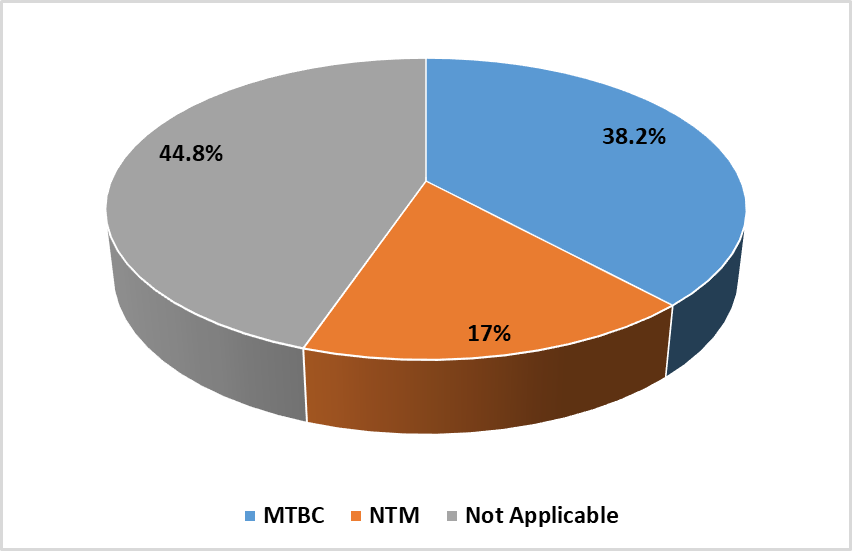 38.2%
44.8%
17%
MTBC NTM Not Applicable